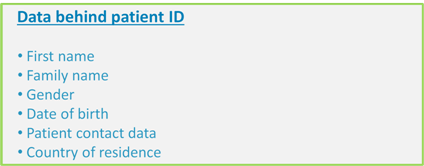 Data behind patient ID
• First name
• Family name
• Gender
• Date of birth
• Patient contact data
• Country of residence